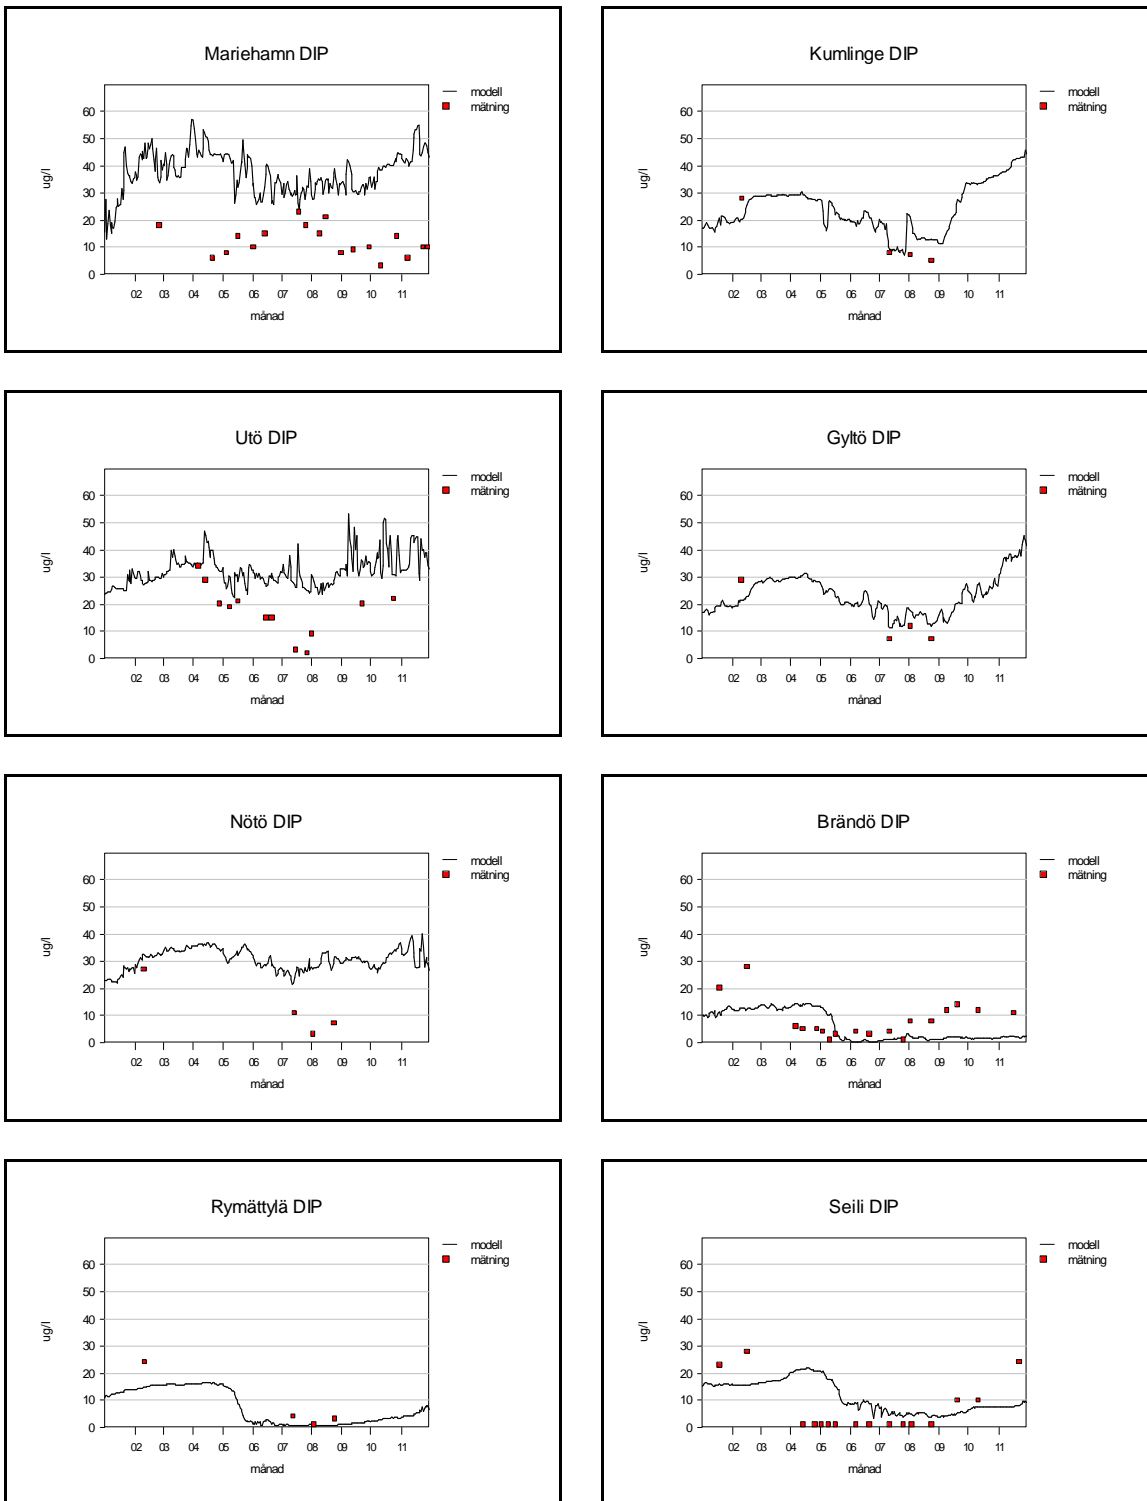 Mariehamn DIP
modell
mätning
60
50
40
30
20
10
0
ug/l
02 03 04 05 06 07 08 09 10 11
månad
Kumlinge DIP
modell
mätning
60
50
40
30
20
10
0
ug/l
02 03 04 05 06 07 08 09 10 11
månad
Utö DIP
modell
mätning
60
50
40
30
20
10
0
ug/l
02 03 04 05 06 07 08 09 10 11
månad
Gyltö DIP
modell
mätning
60
50
40
30
20
10
0
ug/l
02 03 04 05 06 07 08 09 10 11
månad
Nötö DIP
modell
mätning
60
50
40
30
20
10
0
ug/l
02 03 04 05 06 07 08 09 10 11
månad
Brändö DIP
modell
mätning
60
50
40
30
20
10
0
ug/l
02 03 04 05 06 07 08 09 10 11
månad
Rymättylä DIP
modell
mätning
60
50
40
30
20
10
0
ug/l
02 03 04 05 06 07 08 09 10 11
månad
Seili DIP
modell
mätning
60
50
40
30
20
10
0
ug/l
02 03 04 05 06 07 08 09 10 11
månad